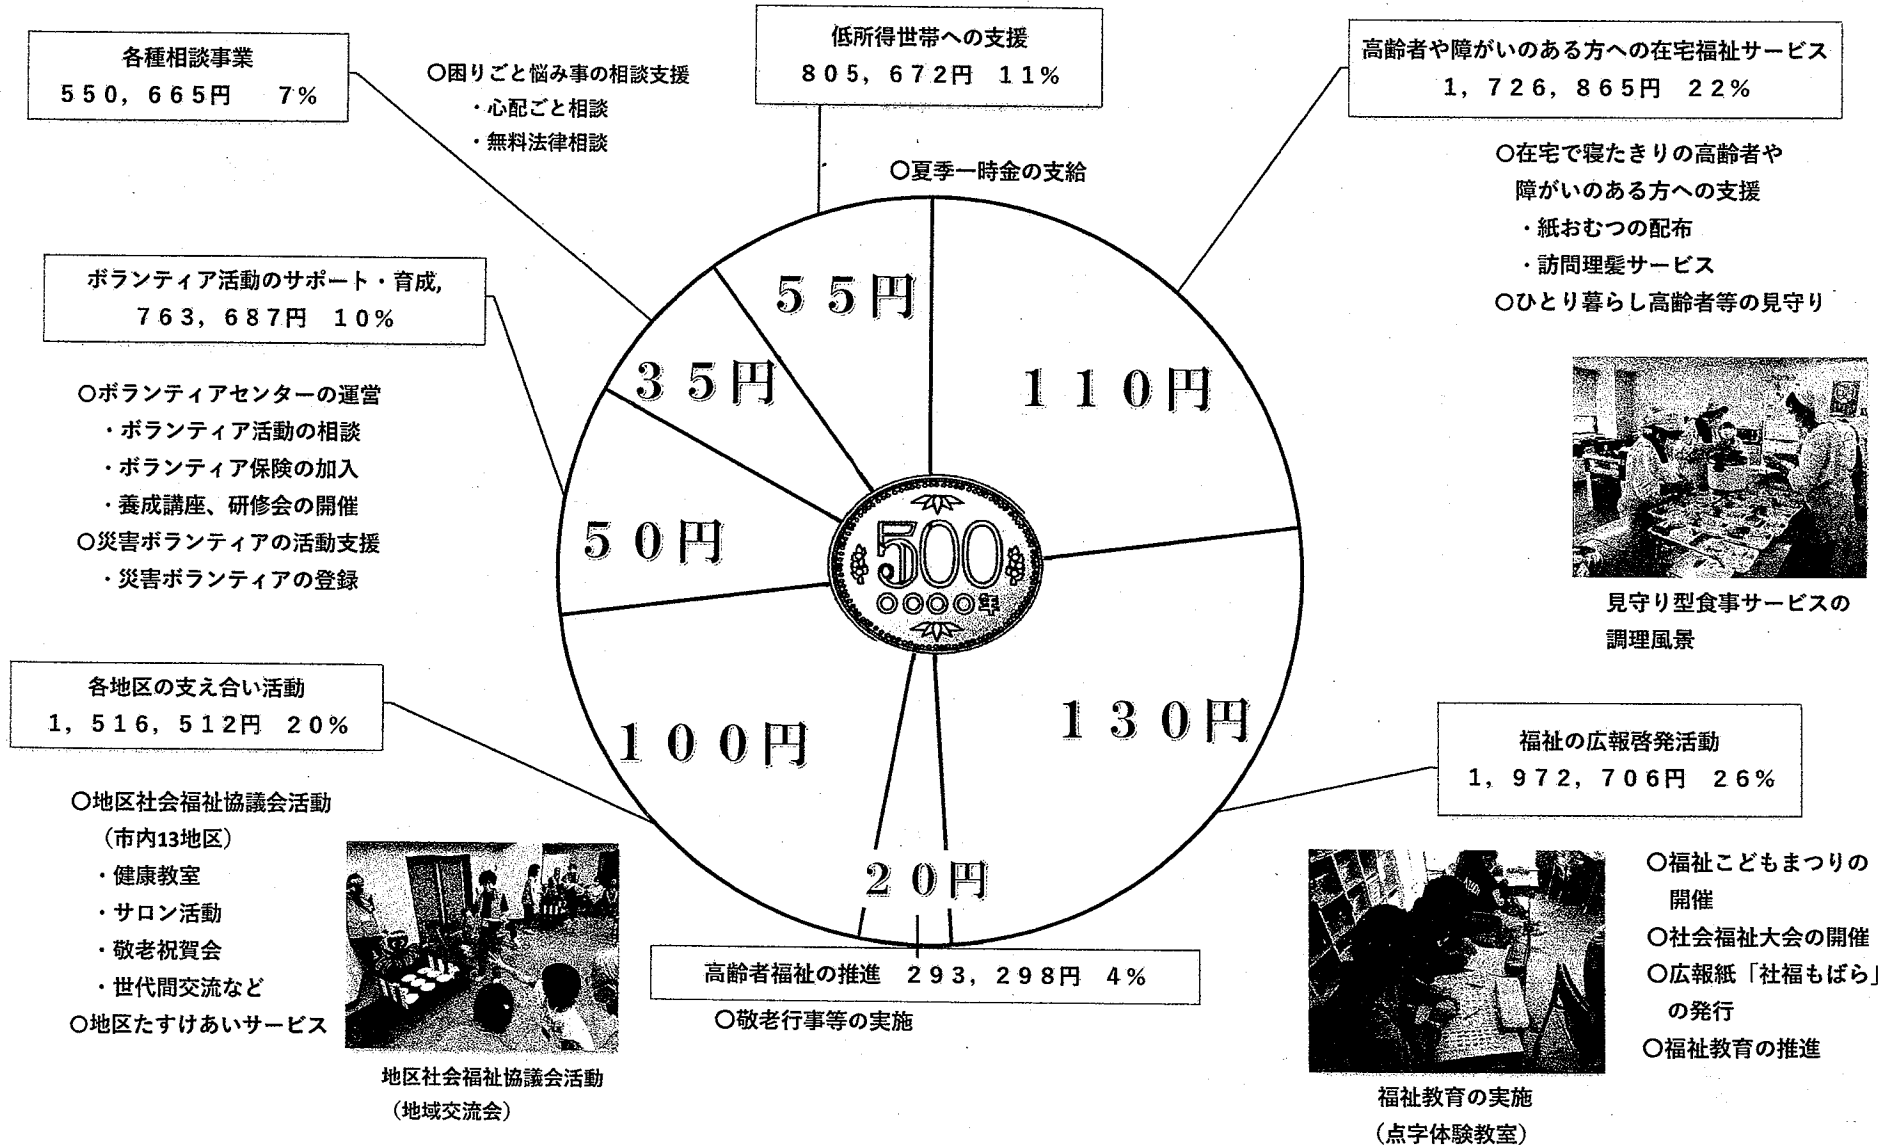 各種相談事業
550,665円 7%
〇困りごと悩み事の相談支援
・心配ごと相談
・無料法律相談
低所得世帯への支援
805,672円 11%
〇夏季一時金の支給
高齢者や障がいのある方への在宅福祉サービス
1,726,865円 22%
〇在宅で寝たきりの高齢者や
障がいのある方への支援
・紙おむつの配布
・訪問理髪サービス
〇ひとり暮らし高齢者等の見守り
見守り型食事サービスの
調理風景
ボランティア活動のサポート・育成,
763,687円 10%
〇ボランティアセンターの運営
・ボランティア活動の相談
・ボランティア保険の加入
・養成講座、研修会の開催
〇災害ボランティアの活動支援
・災害ボランティアの登録
55円
35円
110円
50円
500
〇〇〇〇年
100円
130円
20円
各地区の支え合い活動
1,516,512円 20%
〇地区社会福祉協議会活動
（市内13地区）
・健康教室
・サロン活動
・敬老祝賀会
・世代間交流など
〇地区たすけあいサービス
地区社会福祉協議会活動
（地域交流会）
高齢者福祉の推進 293,298円 4%
〇敬老行事等の実施
福祉の広報啓発活動
1,972,706円 26%
〇福祉こどもまつりの
開催
〇社会福祉大会の開催
〇広報紙「社福もばら」
の発行
〇福祉教育の推進
福祉教育の実施
（点字体験教室）